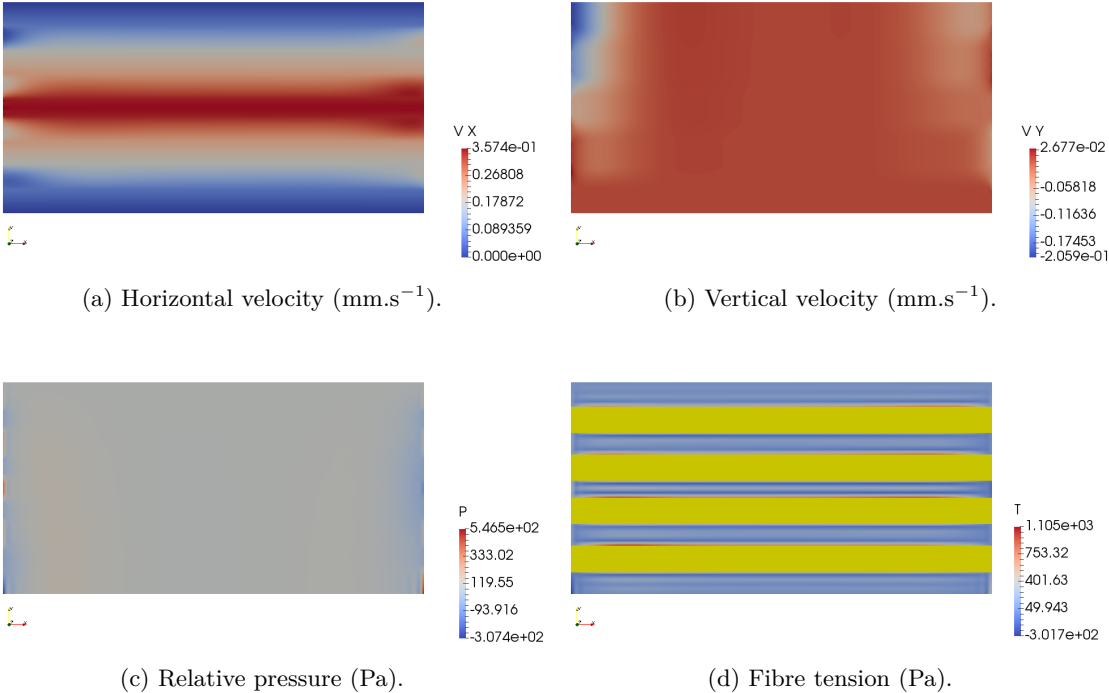 V X
3.574e-01
0.26808
0.17872
0.089359
0.000e+00
V Y
2.677e-02
-0.05818
-0.11636
-0.17453
-2.059e-01
(a) Horizontal velocity (mm.s⁻¹).
(b) Vertical velocity (mm.s⁻¹).
P
5.465e+02
333.02
119.55
-93.916
-3.074e+02
T
1.105e+03
753.32
401.63
49.943
-3.017e+02
(c) Relative pressure (Pa).
(d) Fibre tension (Pa).